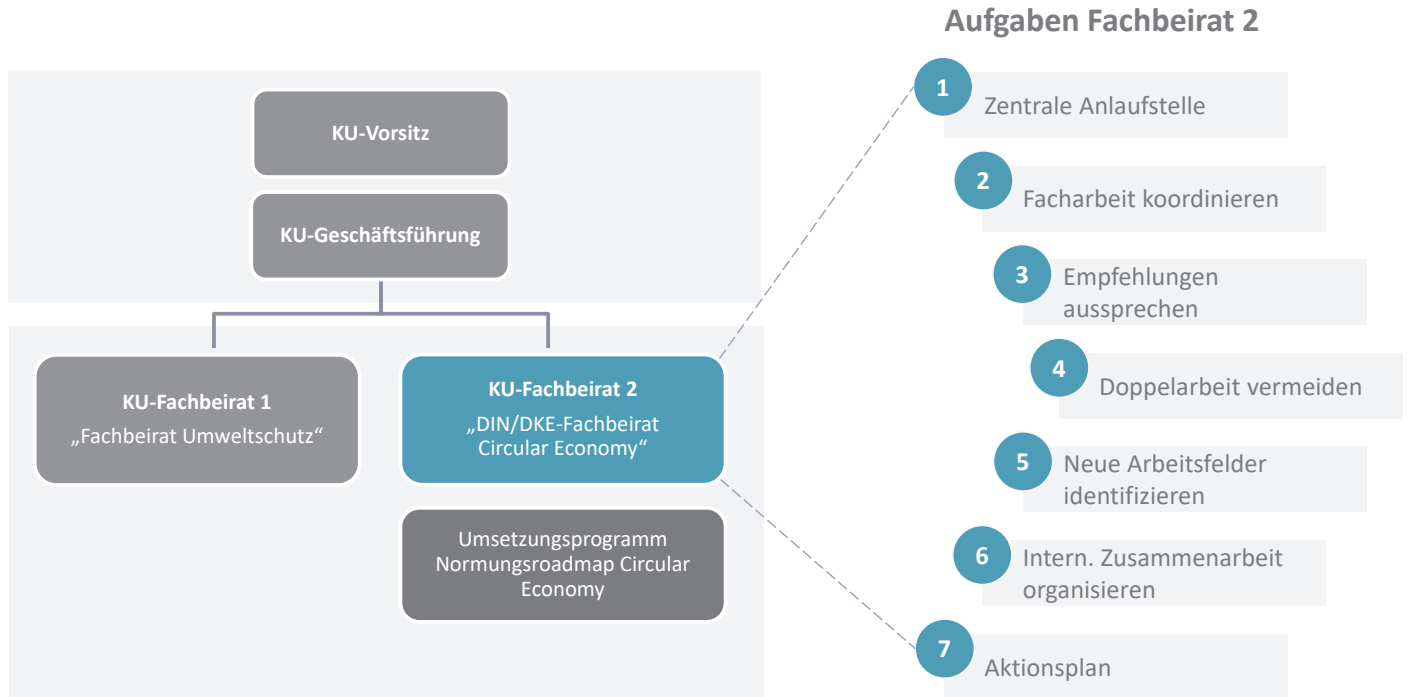 Aufgaben Fachbeirat 2
KU-Vorsitz
KU-Geschäftsführung
KU-Fachbeirat 1
„Fachbeirat Umweltschutz“
KU-Fachbeirat 2
„DIN/DKE-Fachbeirat
Circular Economy“
Umsetzungsprogramm
Normungsroadmap Circular
Economy
1
Zentrale Anlaufstelle
2
Facharbeit koordinieren
3
Empfehlungen
aussprechen
4
Doppelarbeit vermeiden
5
Neue Arbeitsfelder
identifizieren
6
Intern. Zusammenarbeit
organisieren
7
Aktionsplan